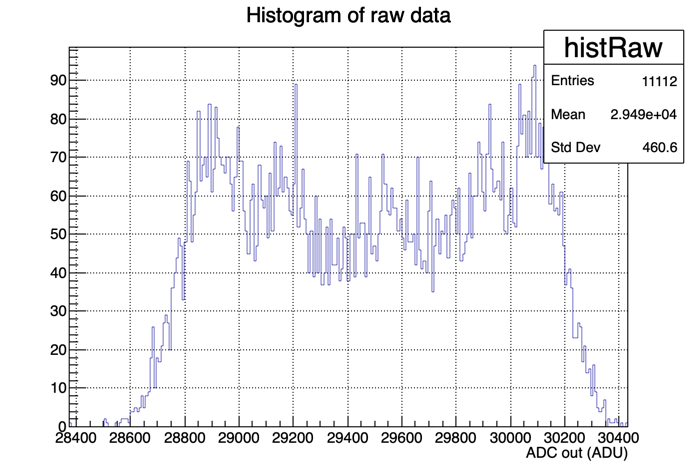 Histogram of raw data
histRaw
Entries 11112
Mean 2.949e+04
Std Dev 460.6
90
80
70
60
50
40
30
20
10
0
28400 28600 28800 29000 29200 29400 29600 29800 30000 30200 30400
ADC out (ADU)